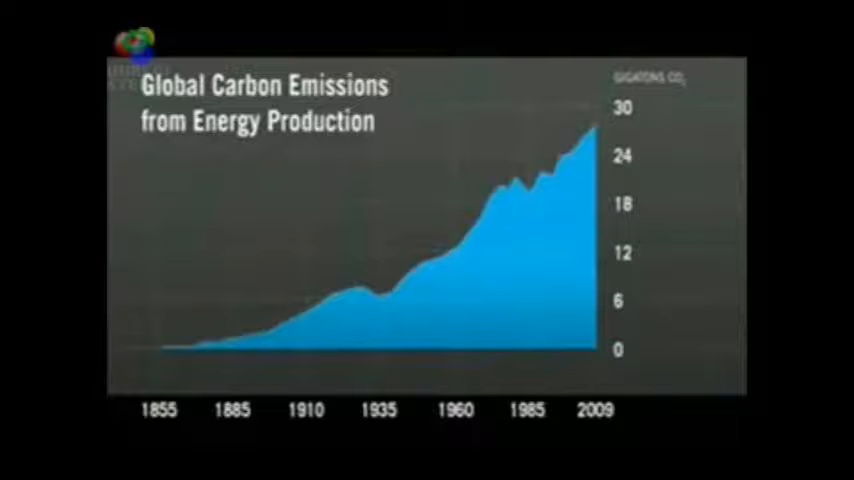 Global Carbon Emissions
from Energy Production
GIGATONS CO₂
30
24
18
12
6
0
1855 1885 1910 1935 1960 1985 2009